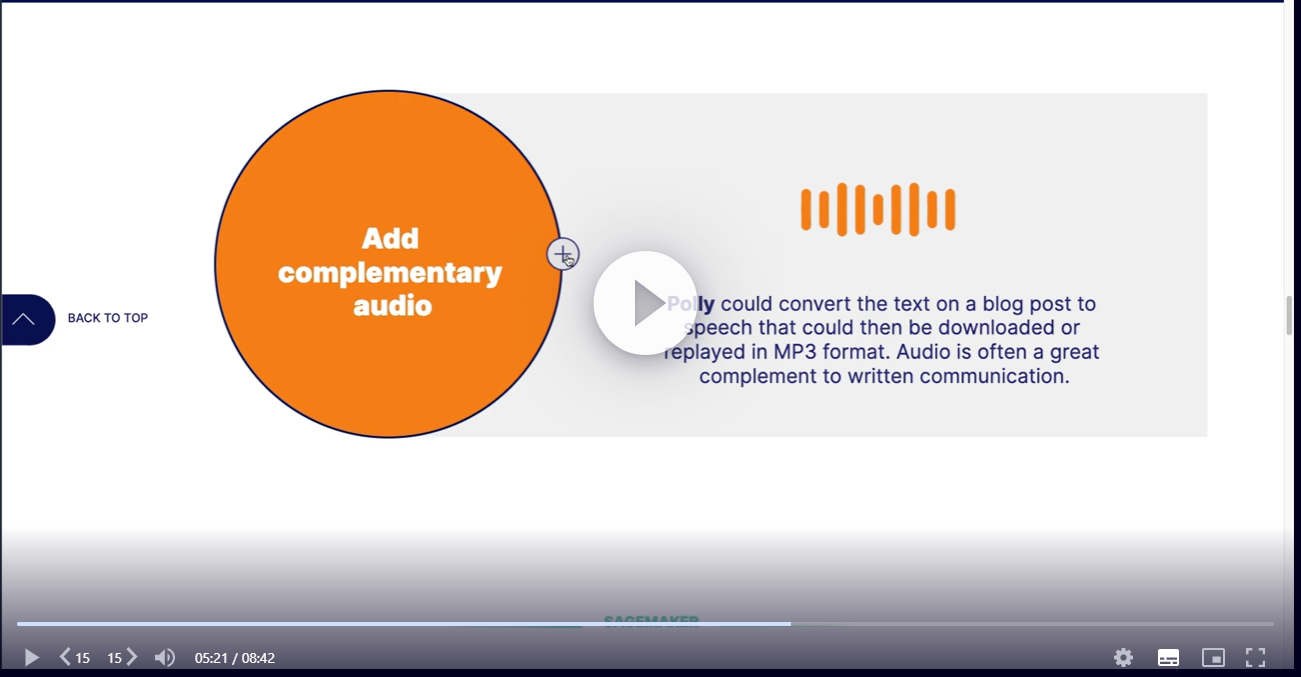 Add
complementary
audio
BACK TO TOP
Polly could convert the text on a blog post to
speech that could then be downloaded or
replayed in MP3 format. Audio is often a great
complement to written communication.
SAGEMAKER
15 15 05:21 / 08:42